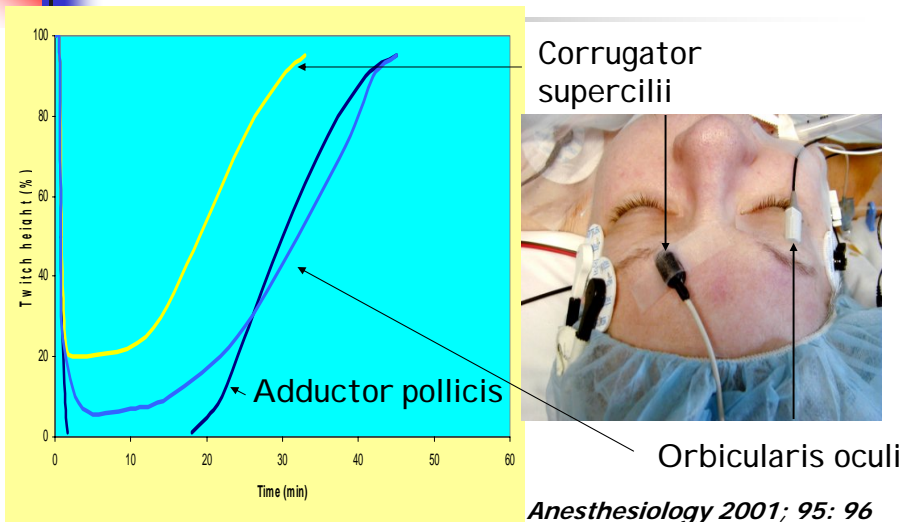 Corrugator
supercilii
100
80
60
40
20
0
Twitch height (%)
0 10 20 30 40 50 60
Time (min)
Adductor pollicis
Orbicularis oculi
Anesthesiology 2001; 95: 96